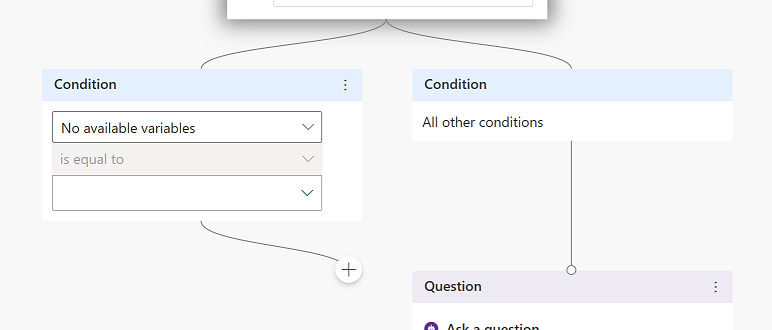 Condition
No available variables
is equal to
Condition
All other conditions
Question
Ask a question